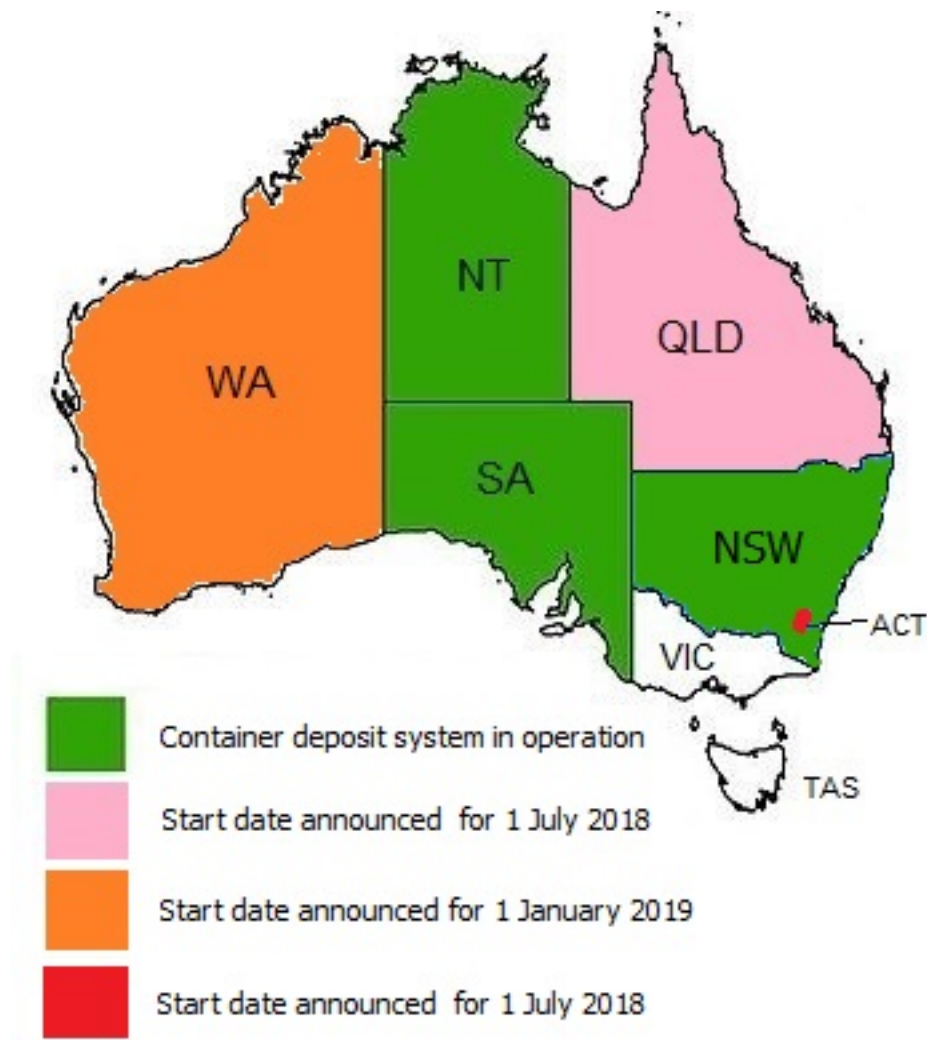 NT
QLD
WA
SA
NSW
ACT
VIC
TAS
Container deposit system in operation
Start date announced for 1 July 2018
Start date announced for 1 January 2019
Start date announced for 1 July 2018